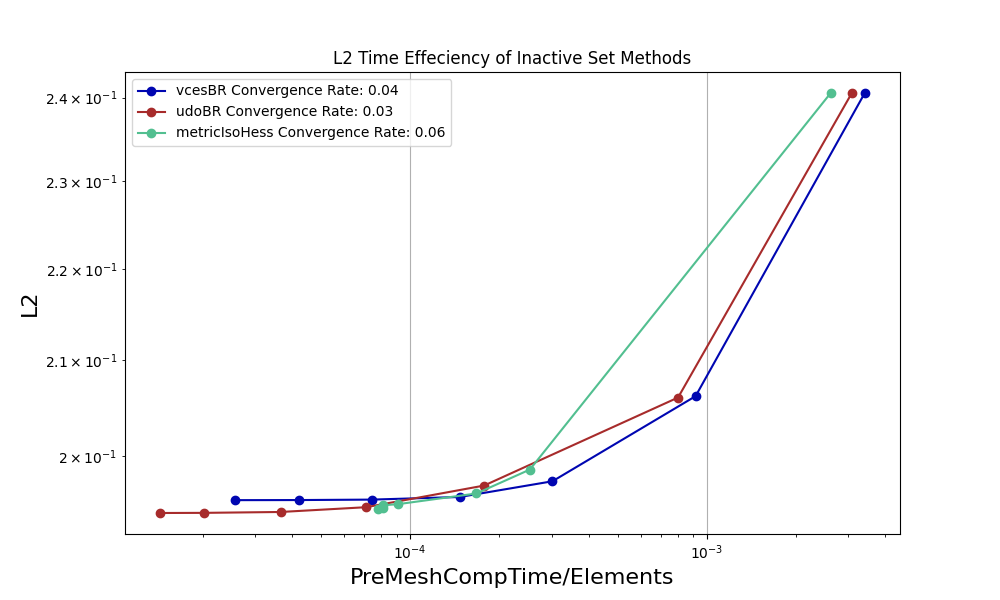 L2 Time Effeciency of Inactive Set Methods
vcesBR Convergence Rate: 0.04
udoBR Convergence Rate: 0.03
metricIsoHess Convergence Rate: 0.06
2.4 × 10⁻¹
2.3 × 10⁻¹
2.2 × 10⁻¹
2.1 × 10⁻¹
2 × 10⁻¹
L2
10⁻⁴
10⁻³
PreMeshCompTime/Elements